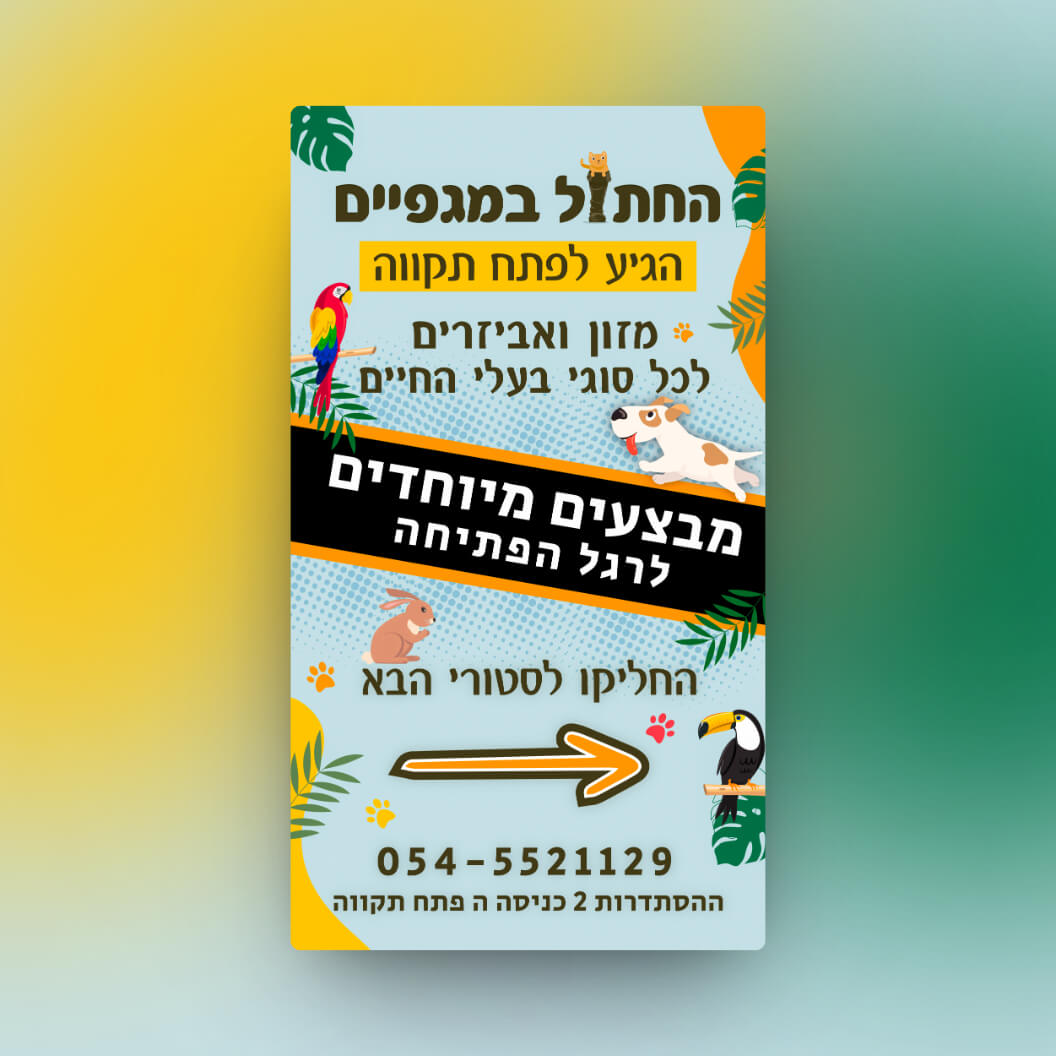 החתול במגפיים
הגיע לפתח תקווה
מזון ואביזרים
לכל סוגי בעלי החיים
מבצעים מיוחדים
לרגל הפתיחה
החליקו לסטורי הבא
054-5521129
ההסתדרות 2 כניסה ה פתח תקווה